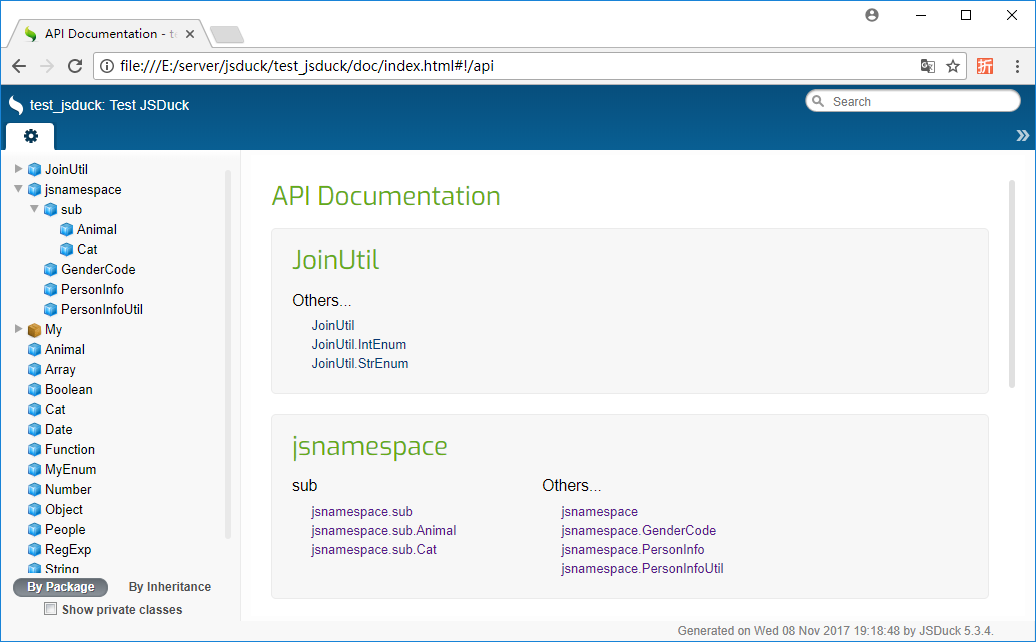 API Documentation - te
file:///E:/server/jsduck/test_jsduck/doc/index.html#!/api
折
test_jsduck: Test JSDuck
Search
JoinUtil
jsnamespace
sub
Animal
Cat
GenderCode
PersonInfo
PersonInfoUtil
My
Animal
Array
Boolean
Cat
Date
Function
MyEnum
Number
Object
People
RegExp
String
By Package By Inheritance
Show private classes
API Documentation
JoinUtil
Others...
JoinUtil
JoinUtil.IntEnum
JoinUtil.StrEnum
jsnamespace
sub
jsnamespace.sub
jsnamespace.sub.Animal
jsnamespace.sub.Cat
Others...
jsnamespace
jsnamespace.GenderCode
jsnamespace.PersonInfo
jsnamespace.PersonInfoUtil
Generated on Wed 08 Nov 2017 19:18:48 by JSDuck 5.3.4.